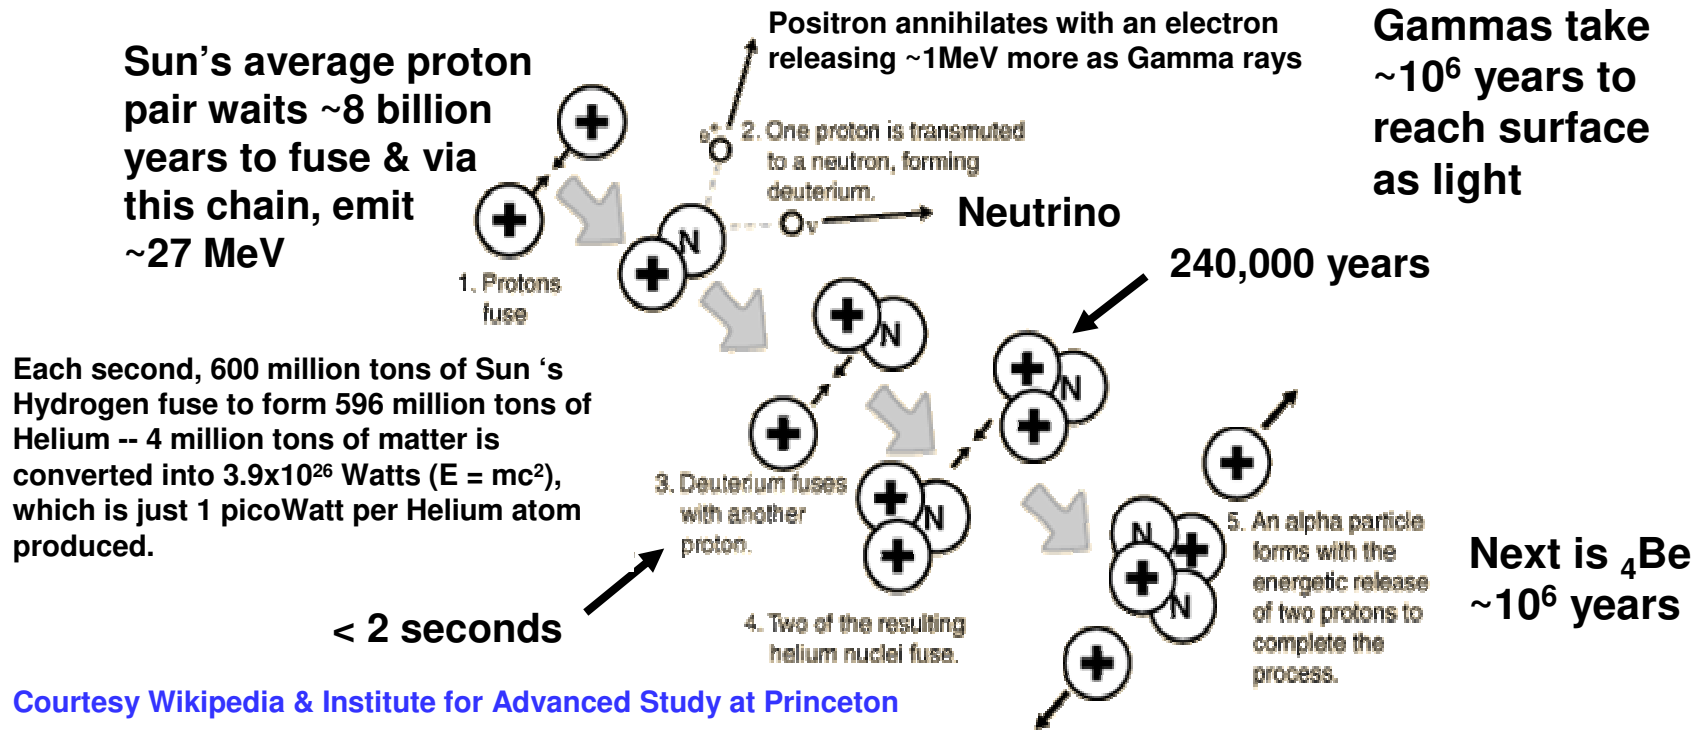 Sun’s average proton
pair waits ~8 billion
years to fuse & via
this chain, emit
~27 MeV
Positron annihilates with an electron
releasing ~1MeV more as Gamma rays
Gammas take
~10⁶ years to
reach surface
as light
+
+
1. Protons
fuse
e⁺
2. One proton is transmuted
to a neutron, forming
deuterium.
ν
Neutrino
N
+
240,000 years
+
N
+
N
+
Each second, 600 million tons of Sun ‘s
Hydrogen fuse to form 596 million tons of
Helium -- 4 million tons of matter is
converted into 3.9x10²⁶ Watts (E = mc²),
which is just 1 picoWatt per Helium atom
produced.
+
3. Deuterium fuses
with another
proton.
+
N
+
< 2 seconds
4. Two of the resulting
helium nuclei fuse.
+
N
+
+
N
5. An alpha particle
forms with the
energetic release
of two protons to
complete the
process.
+
Next is ₄Be
~10⁶ years
Courtesy Wikipedia & Institute for Advanced Study at Princeton